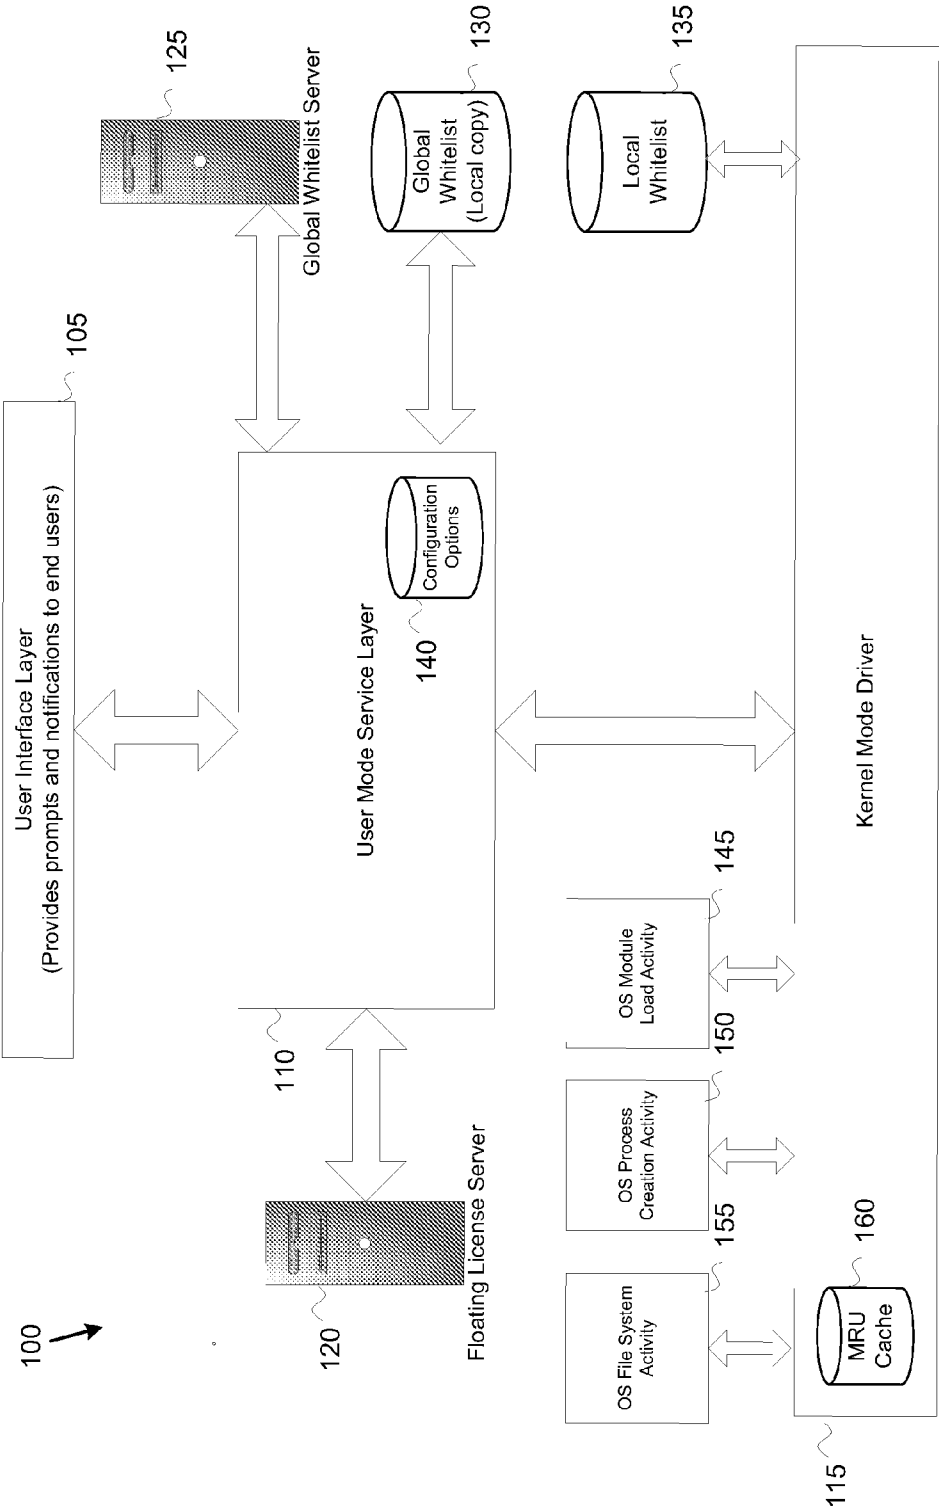 100
User Interface Layer
(Provides prompts and notifications to end users)
105
125
Global Whitelist Server
120
Floating License Server
110
User Mode Service Layer
140
Configuration
Options
130
Global
Whitelist
(Local copy)
135
Local
Whitelist
155
OS File System
Activity
150
OS Process
Creation Activity
145
OS Module
Load Activity
115
160
MRU
Cache
Kernel Mode Driver